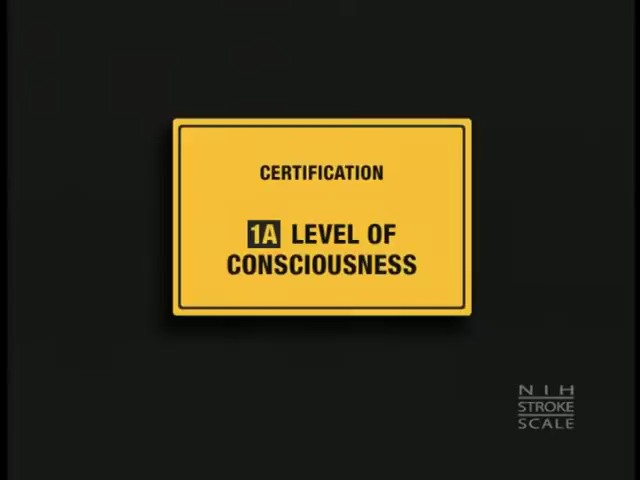 CERTIFICATION
1A LEVEL OF
CONSCIOUSNESS
NIH
STROKE
SCALE